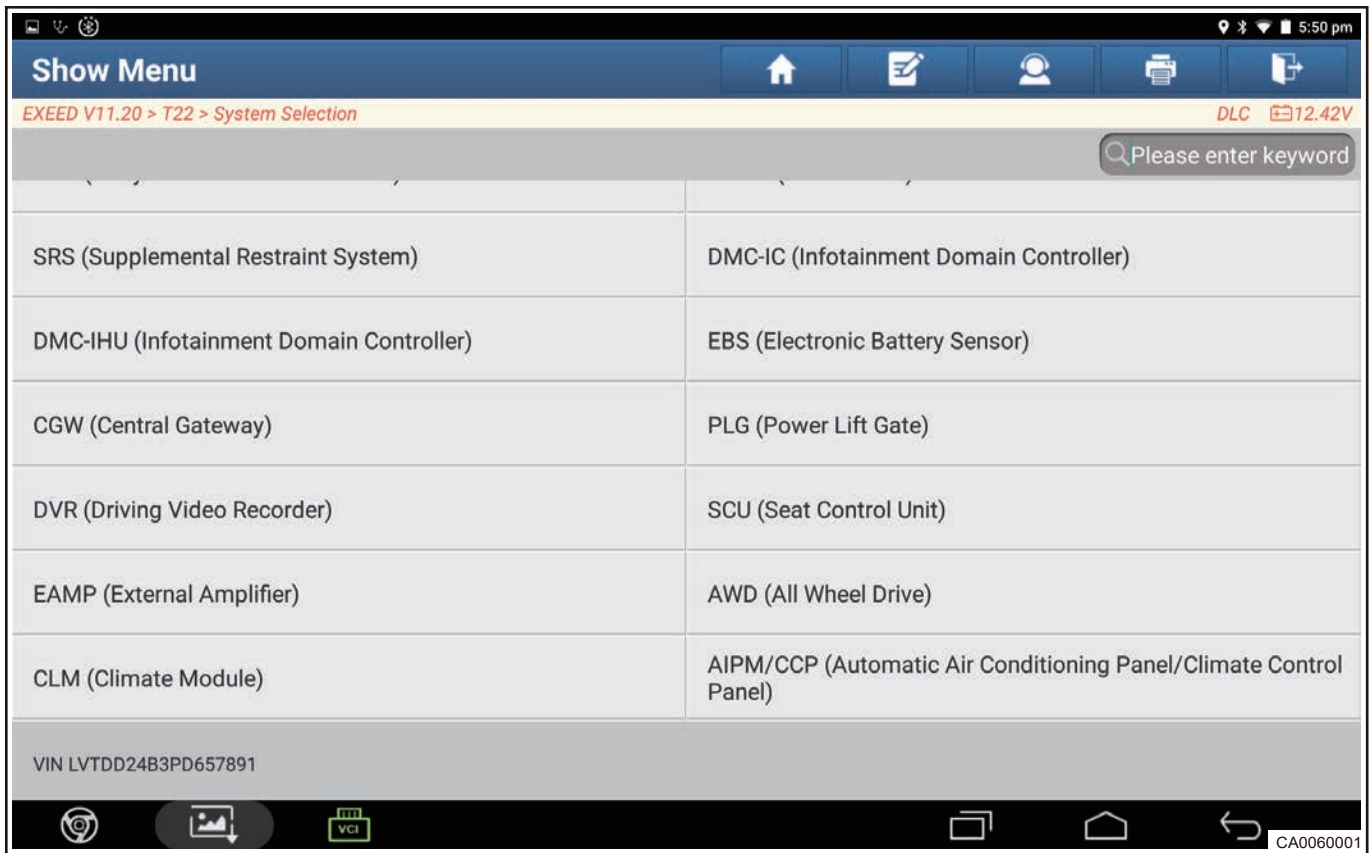 5:50 pm
Show Menu
EXEED V11.20 > T22 > System Selection
DLC 12.42V
Please enter keyword
SRS (Supplemental Restraint System)
DMC-IC (Infotainment Domain Controller)
DMC-IHU (Infotainment Domain Controller)
EBS (Electronic Battery Sensor)
CGW (Central Gateway)
PLG (Power Lift Gate)
DVR (Driving Video Recorder)
SCU (Seat Control Unit)
EAMP (External Amplifier)
AWD (All Wheel Drive)
CLM (Climate Module)
AIPM/CCP (Automatic Air Conditioning Panel/Climate Control
Panel)
VIN LVTDD24B3PD657891
VCI
CA0060001